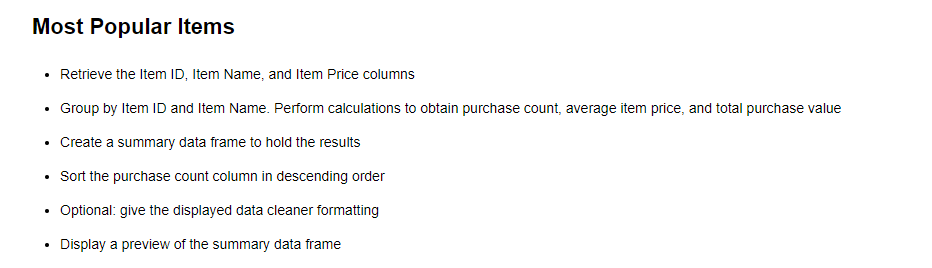 Most Popular Items
• Retrieve the Item ID, Item Name, and Item Price columns
• Group by Item ID and Item Name. Perform calculations to obtain purchase count, average item price, and total purchase value
• Create a summary data frame to hold the results
• Sort the purchase count column in descending order
• Optional: give the displayed data cleaner formatting
• Display a preview of the summary data frame